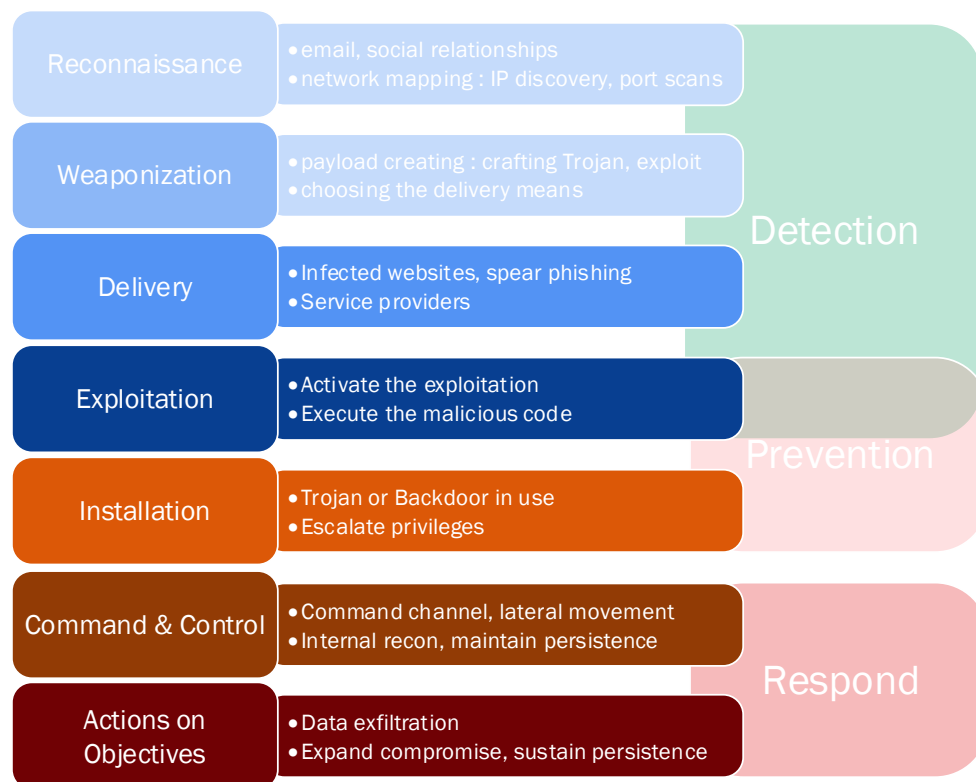 Reconnaissance
•email, social relationships
•network mapping : IP discovery, port scans
Weaponization
•payload creating : crafting Trojan, exploit
•choosing the delivery means
Detection
Delivery
•Infected websites, spear phishing
•Service providers
Exploitation
•Activate the exploitation
•Execute the malicious code
Prevention
Installation
•Trojan or Backdoor in use
•Escalate privileges
Command & Control
•Command channel, lateral movement
•Internal recon, maintain persistence
Respond
Actions on
Objectives
•Data exfiltration
•Expand compromise, sustain persistence